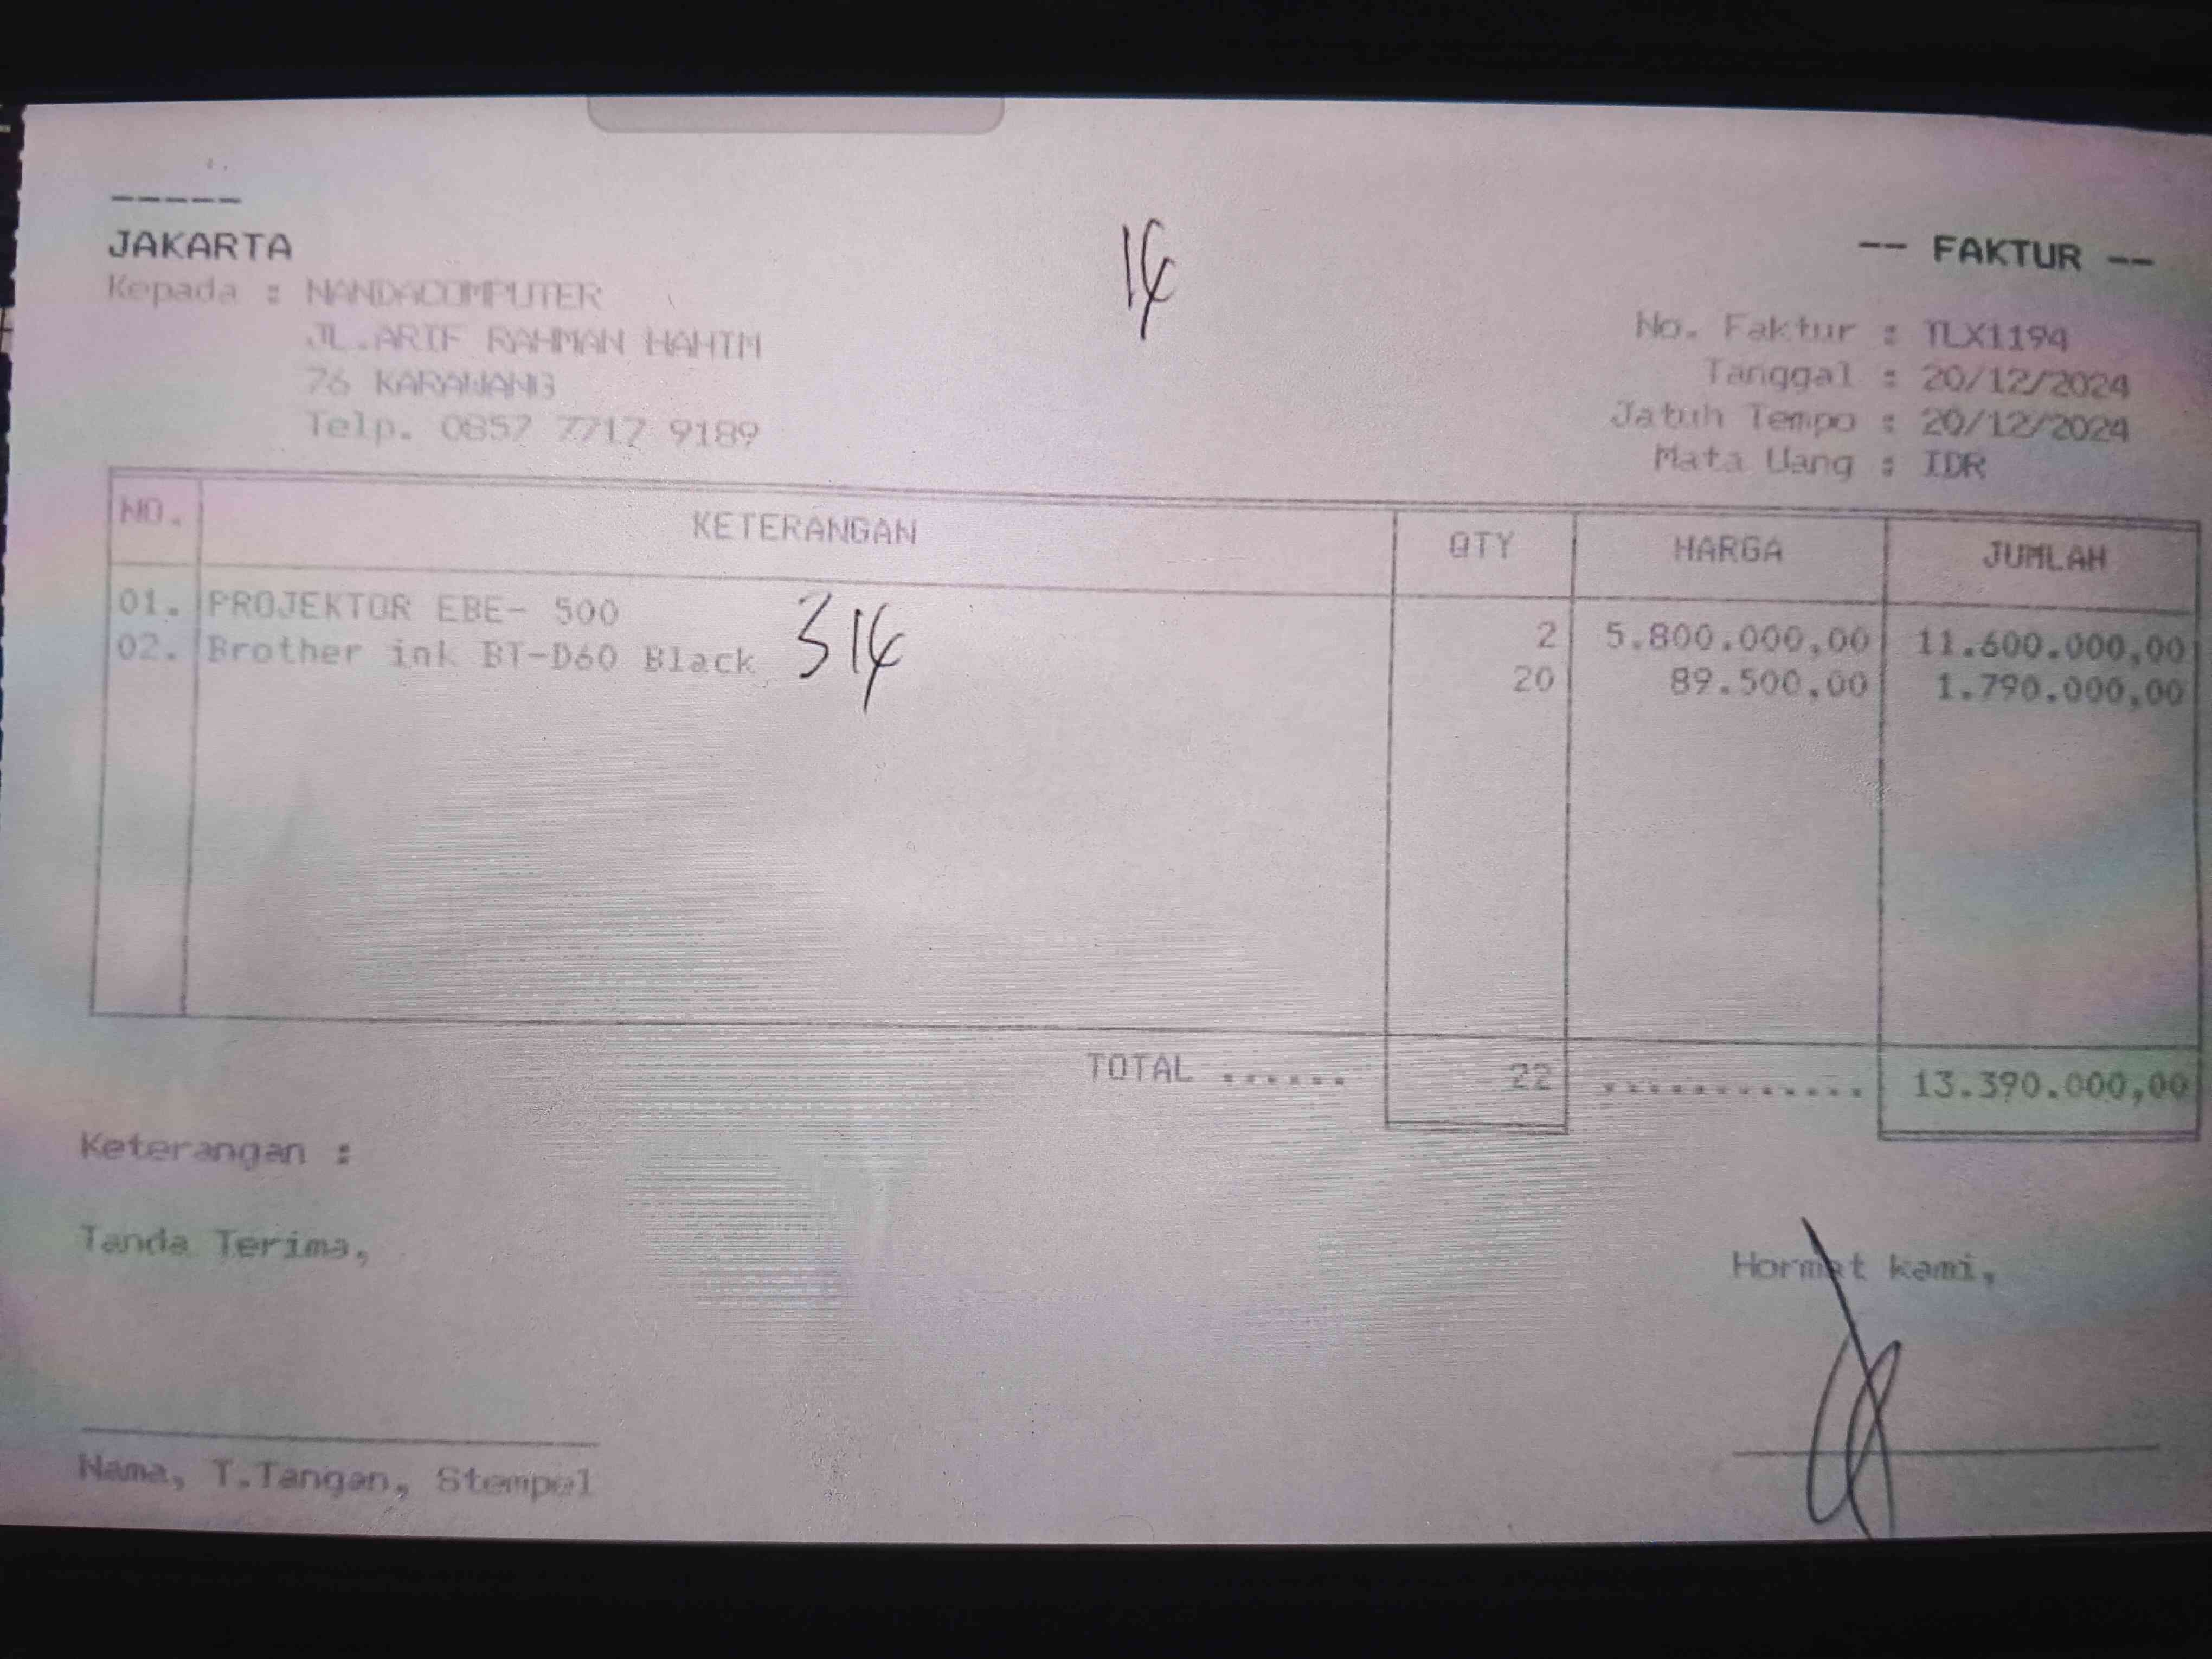 -----
JAKARTA
-- FAKTUR --
14
Kepada : NANDACOMPUTER
JL.ARIF RAHMAN HAHIM
76 KARAWANG
Telp. 0857 7717 9189
No. Faktur : TLX1194
Tanggal : 20/12/2024
Jatuh Tempo : 20/12/2024
Mata Uang : IDR
NO. KETERANGAN QTY HARGA JUMLAH
01. PROJEKTOR EBE- 500 2 5.800.000,00 11.600.000,00
02. Brother ink BT-D60 Black 314 20 89.500,00 1.790.000,00
TOTAL ...... 22 ............ 13.390.000,00
Keterangan :
Tanda Terima,
Hormat kami,
Nama, T.Tangan, Stempel